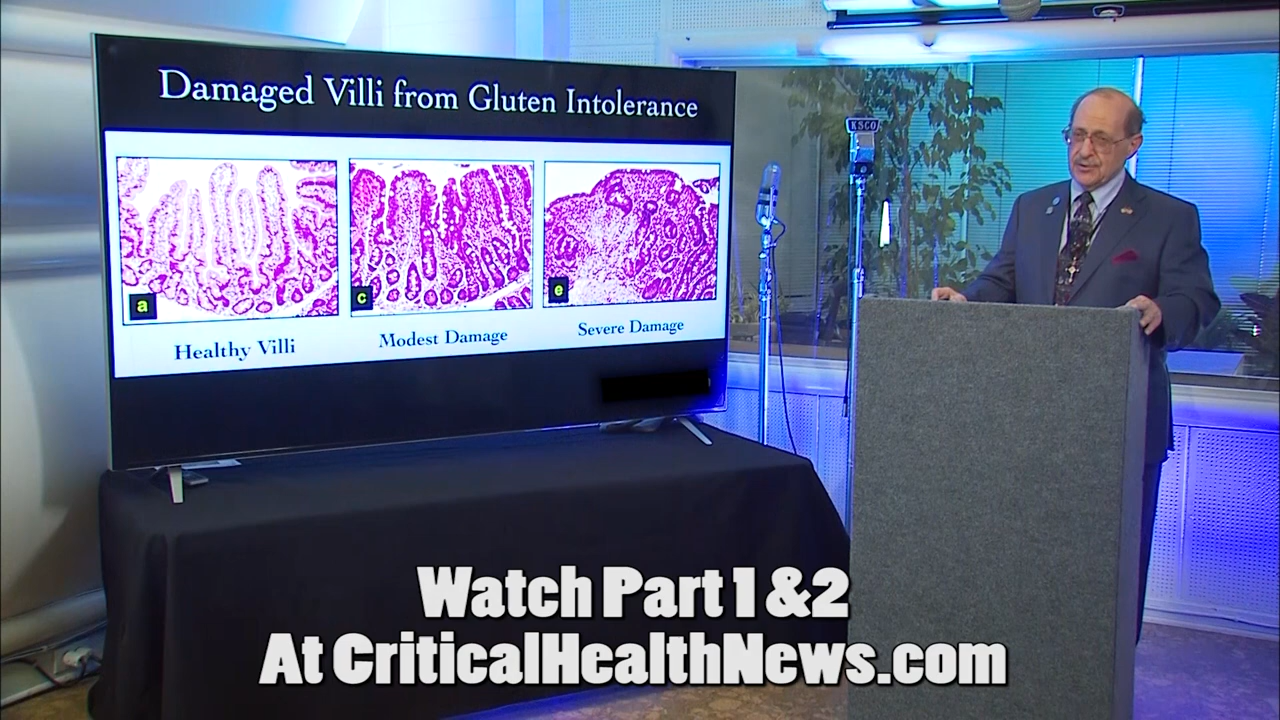 Damaged Villi from Gluten Intolerance
a
c
e
Healthy Villi
Modest Damage
Severe Damage
KSCO
Watch Part 1 & 2
At CriticalHealthNews.com